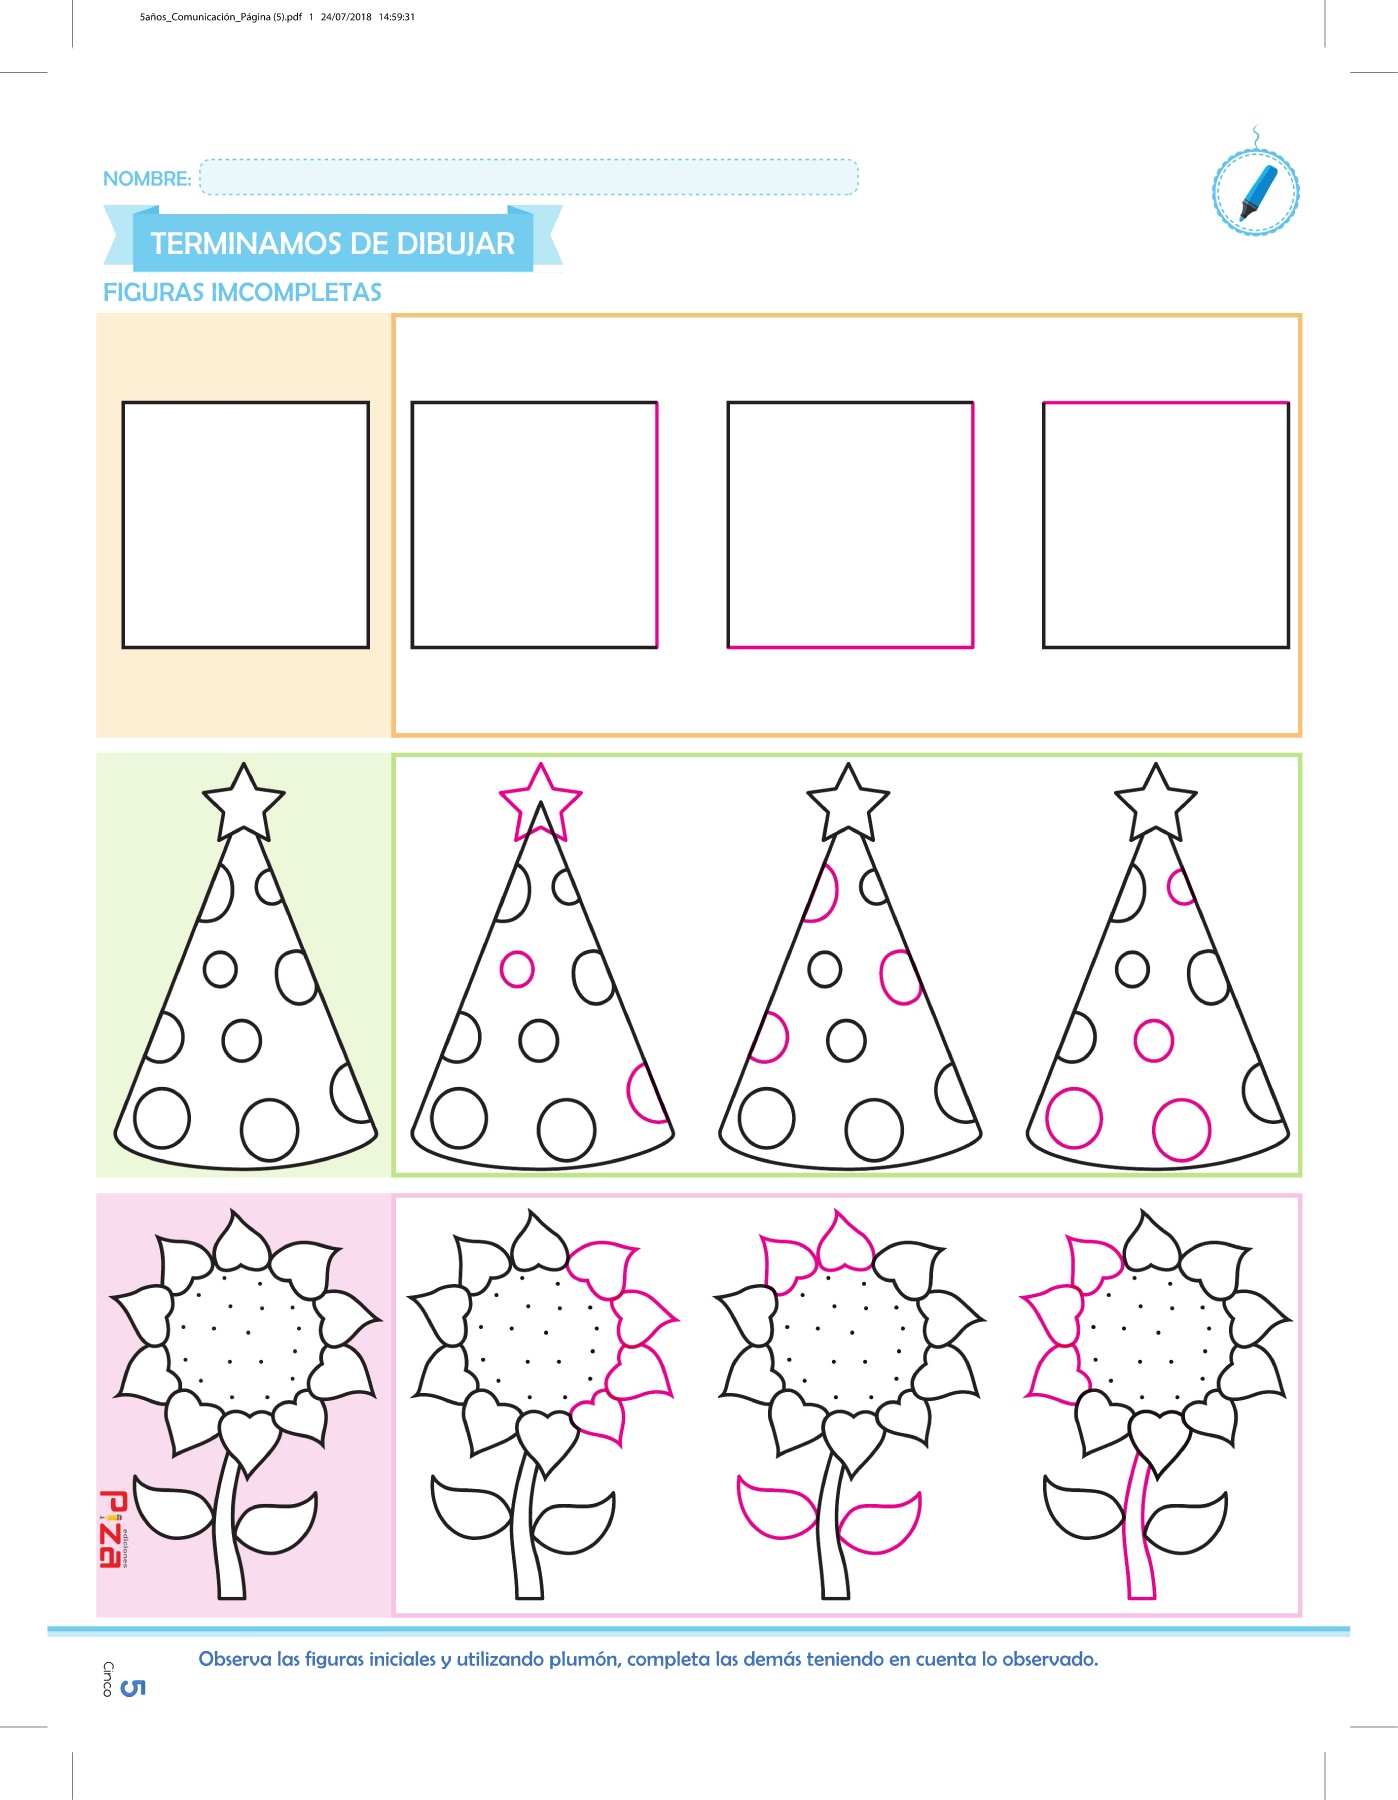 5años_Comunicación_Página (5).pdf 1 24/07/2018 14:59:31
NOMBRE:
TERMINAMOS DE DIBUJAR
FIGURAS IMCOMPLETAS
Piza
ediciones
Observa las figuras iniciales y utilizando plumón, completa las demás teniendo en cuenta lo observado.
5
Cinco